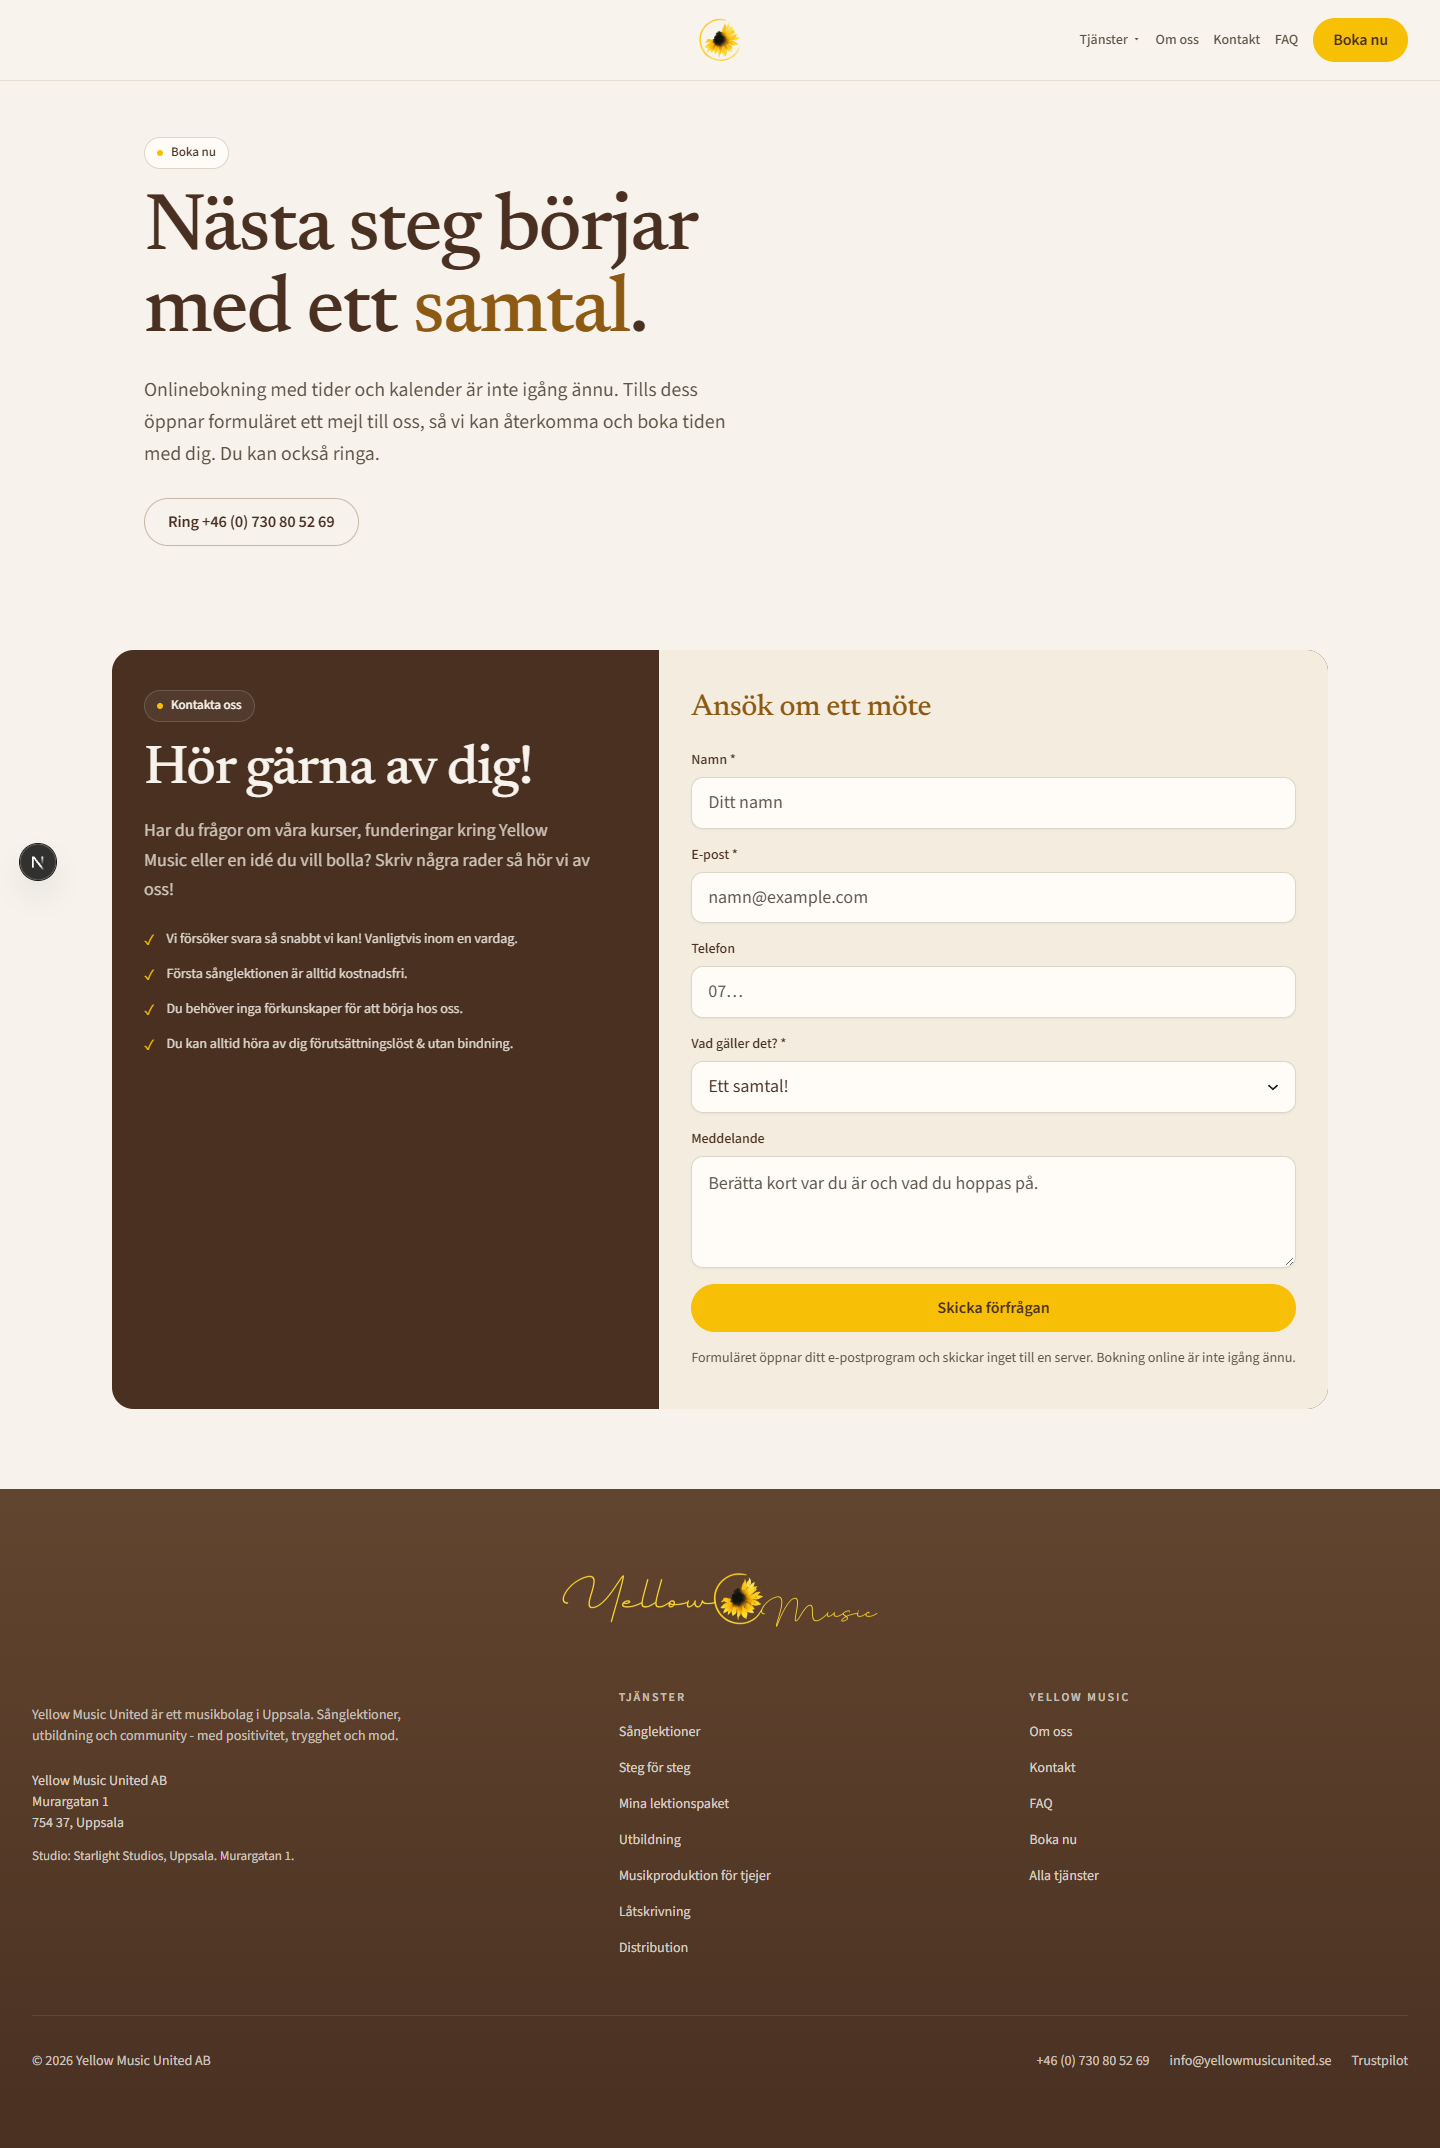 Tjänster
Om oss
Kontakt
FAQ
Boka nu
Boka nu
Nästa steg börjar
med ett samtal.
Onlinebokning med tider och kalender är inte igång ännu. Tills dess
öppnar formuläret ett mejl till oss, så vi kan återkomma och boka tiden
med dig. Du kan också ringa.
Ring +46 (0) 730 80 52 69
Kontakta oss
Hör gärna av dig!
Har du frågor om våra kurser, funderingar kring Yellow
Music eller en idé du vill bolla? Skriv några rader så hör vi av
oss!
Vi försöker svara så snabbt vi kan! Vanligtvis inom en vardag.
Första sånglektionen är alltid kostnadsfri.
Du behöver inga förkunskaper för att börja hos oss.
Du kan alltid höra av dig förutsättningslöst & utan bindning.
Ansök om ett möte
Namn *
Ditt namn
E-post *
namn@example.com
Telefon
07…
Vad gäller det? *
Ett samtal!
Meddelande
Berätta kort var du är och vad du hoppas på.
Skicka förfrågan
Formuläret öppnar ditt e-postprogram och skickar inget till en server. Bokning online är inte igång ännu.
N
Yellow Music
Yellow Music United är ett musikbolag i Uppsala. Sånglektioner,
utbildning och community - med positivitet, trygghet och mod.
Yellow Music United AB
Murargatan 1
754 37, Uppsala
Studio: Starlight Studios, Uppsala. Murargatan 1.
TJÄNSTER
Sånglektioner
Steg för steg
Mina lektionspaket
Utbildning
Musikproduktion för tjejer
Låtskrivning
Distribution
YELLOW MUSIC
Om oss
Kontakt
FAQ
Boka nu
Alla tjänster
© 2026 Yellow Music United AB
+46 (0) 730 80 52 69
info@yellowmusicunited.se
Trustpilot